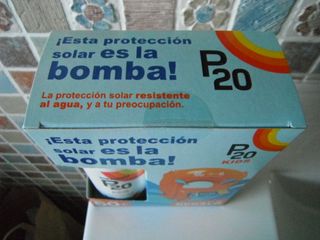 ¡Esta protección
solar es la
bomba!
P20
La protección solar resistente
al agua, y a tu preocupación.
¡Esta protección
solar es la
bomba!
P20
KIDS
P20